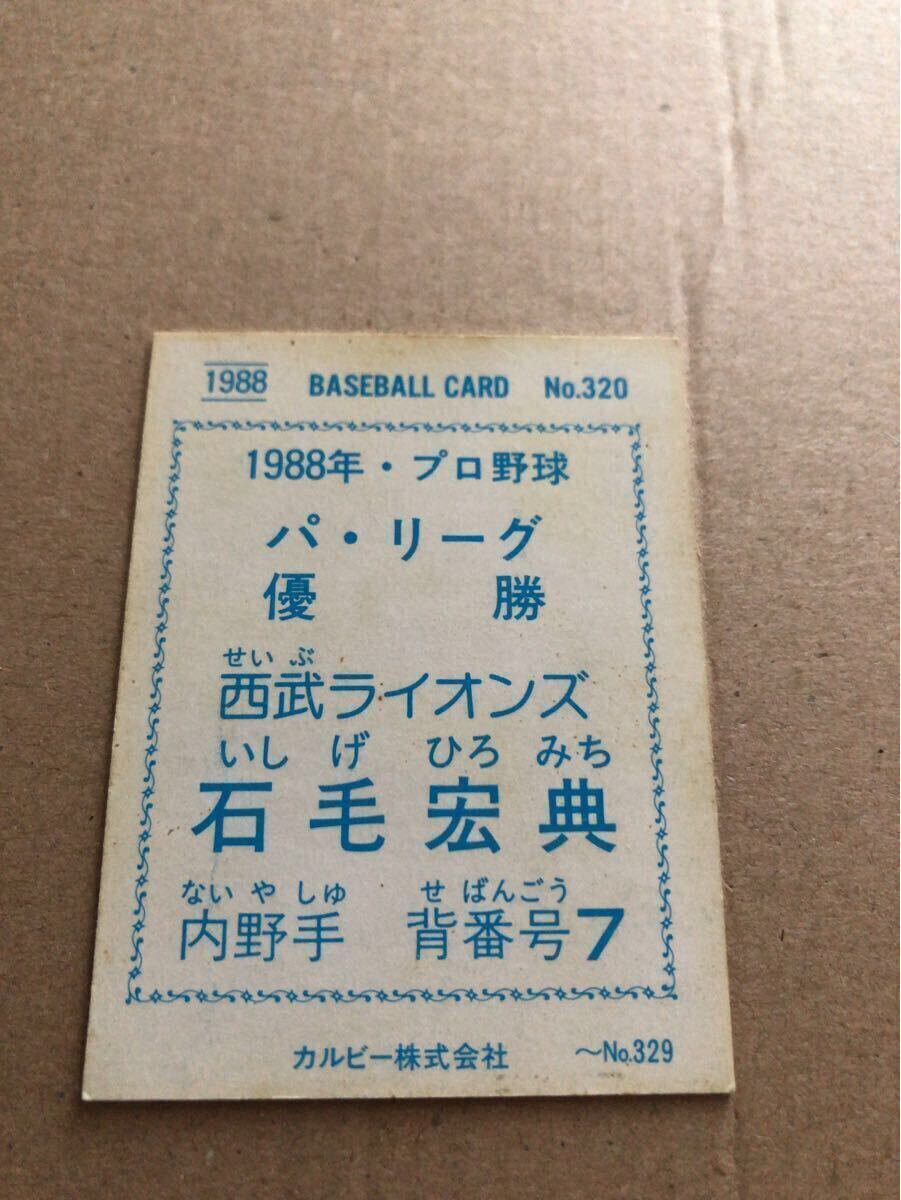 1988 BASEBALL CARD No.320
1988年・プロ野球
パ・リーグ
優勝
せいぶ
西武ライオンズ
いしげ ひろみち
石毛宏典
ないやしゅ せばんごう
内野手 背番号7
カルビー株式会社 〜No.329